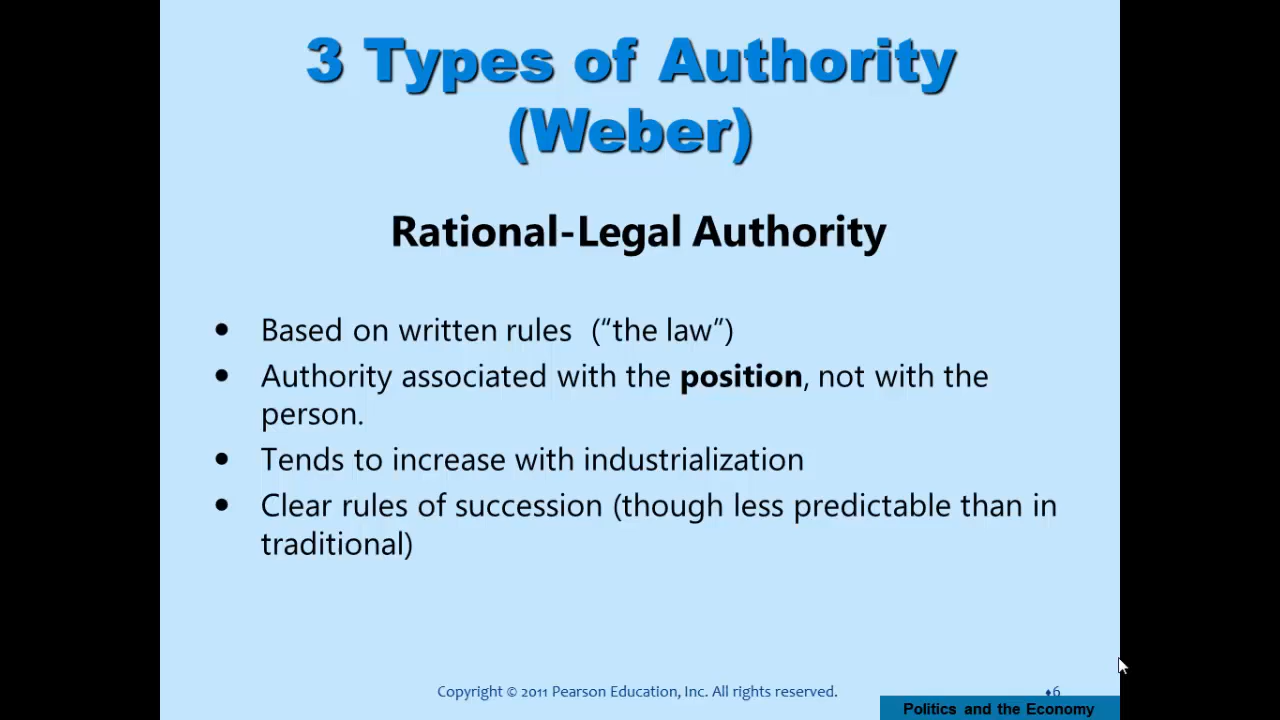 3 Types of Authority
(Weber)
Rational-Legal Authority
• Based on written rules (“the law”)
• Authority associated with the position, not with the
person.
• Tends to increase with industrialization
• Clear rules of succession (though less predictable than in
traditional)
Copyright © 2011 Pearson Education, Inc. All rights reserved.
♦6
Politics and the Economy